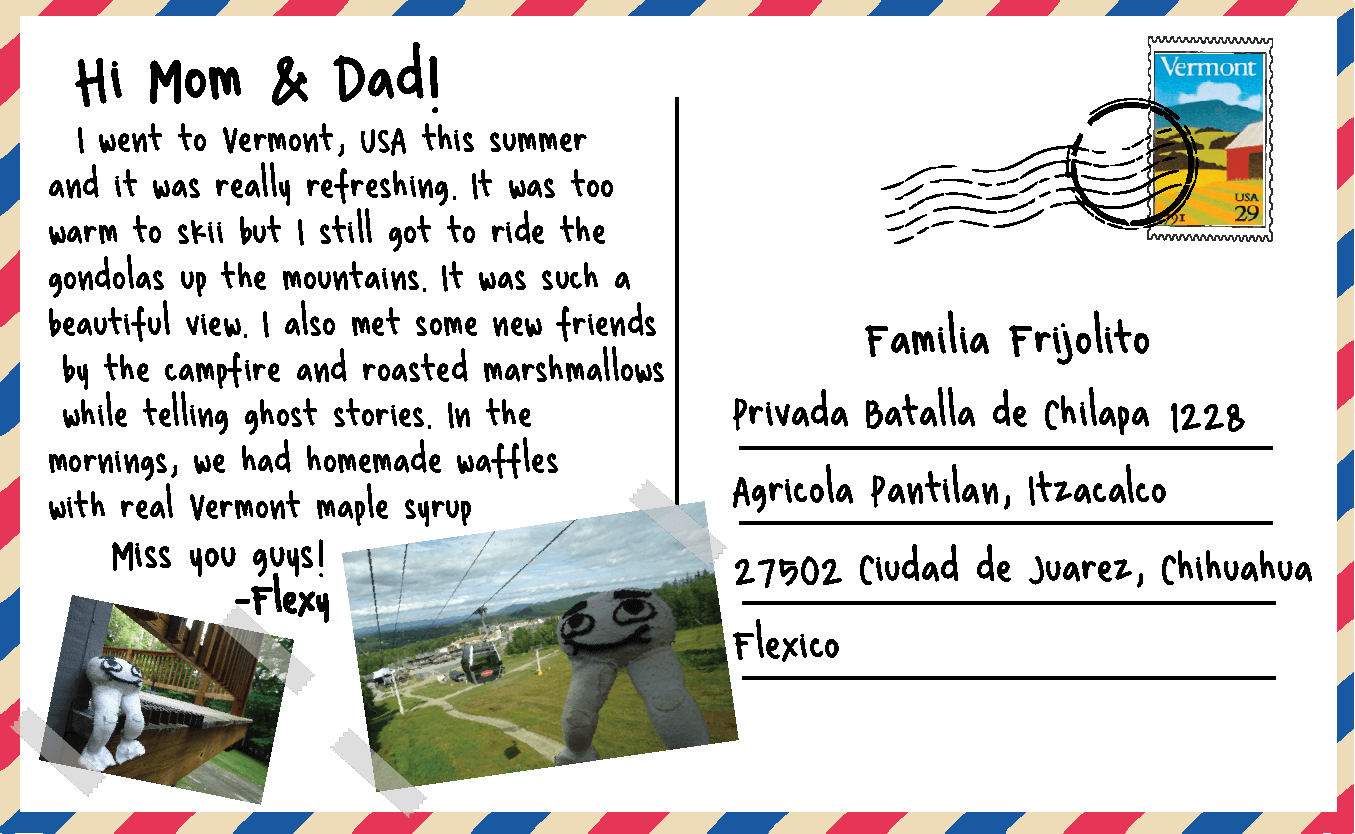 Hi Mom & Dad!
I went to Vermont, USA this summer
and it was really refreshing. It was too
warm to skii but I still got to ride the
gondolas up the mountains. It was such a
beautiful view. I also met some new friends
by the campfire and roasted marshmallows
while telling ghost stories. In the
mornings, we had homemade waffles
with real Vermont maple syrup
Miss you guys!
-Flexy
Vermont
USA
29
Familia Frijolito
Privada Batalla de Chilapa 1228
Agricola Pantilan, Itzacalco
27502 Ciudad de Juarez, Chihuahua
Flexico